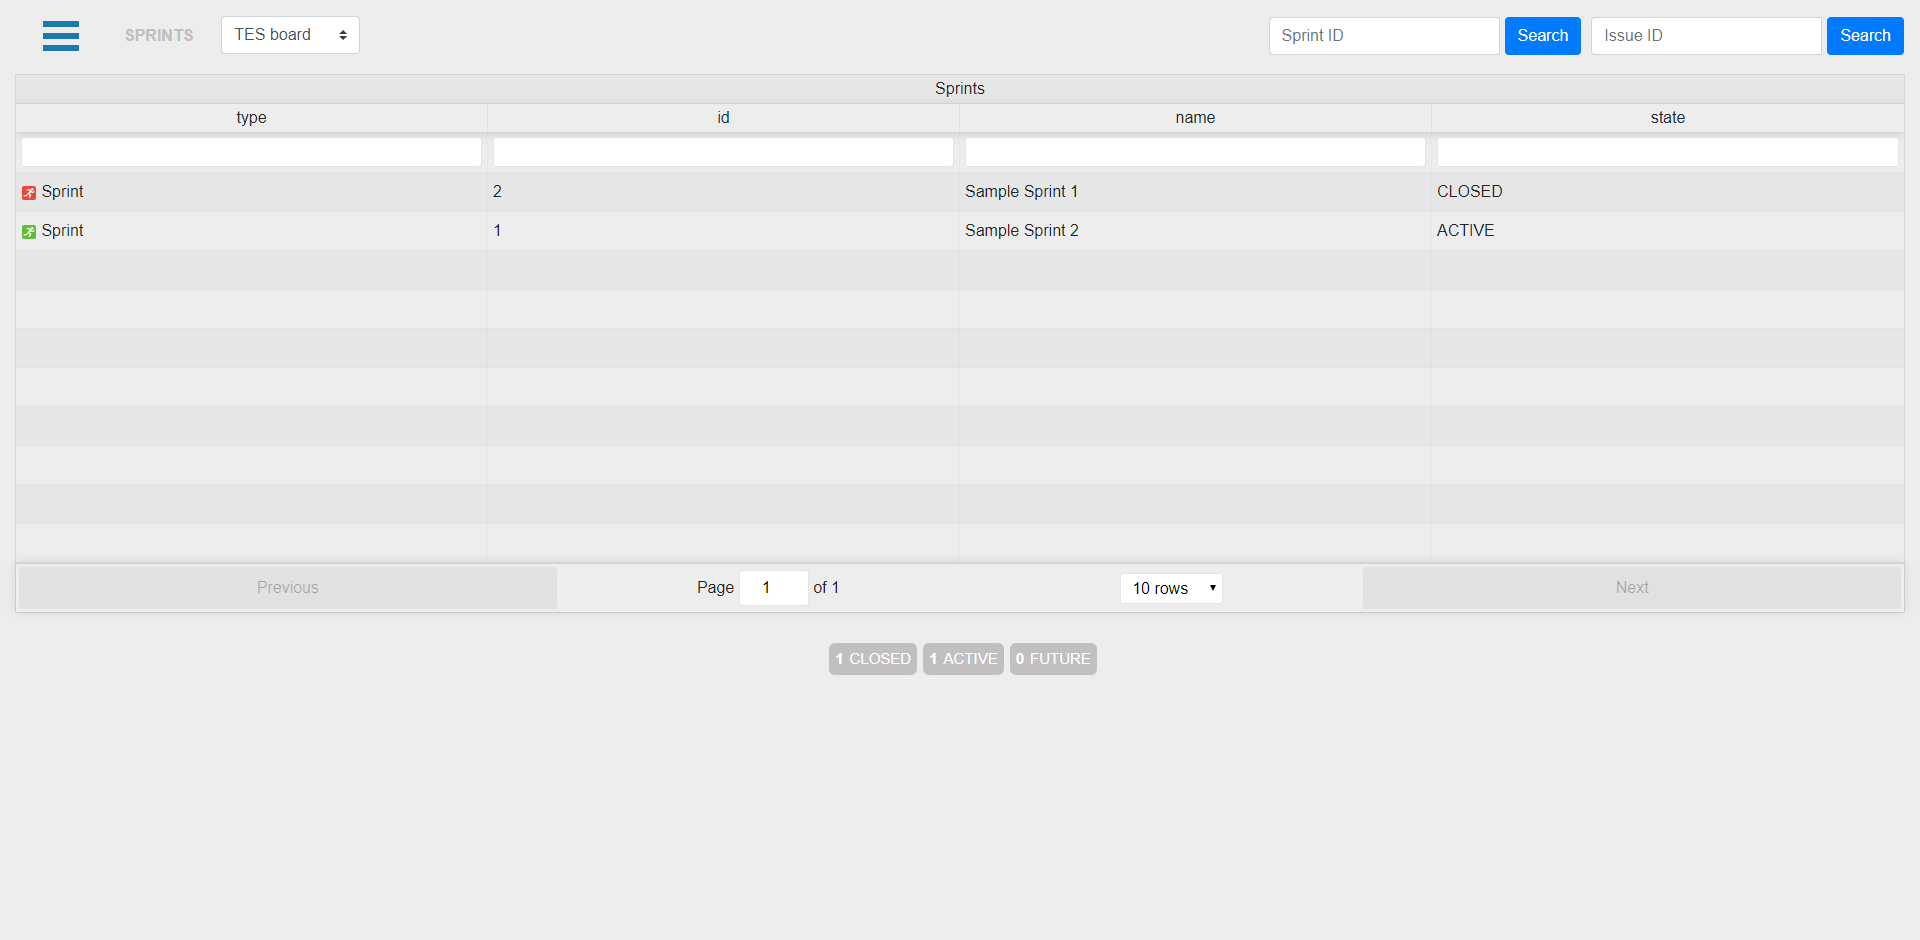 SPRINTS TES board Sprint ID Search Issue ID Search
Sprints
type id name state
Sprint 2 Sample Sprint 1 CLOSED
Sprint 1 Sample Sprint 2 ACTIVE
Previous Page 1 of 1 10 rows Next
1 CLOSED 1 ACTIVE 0 FUTURE